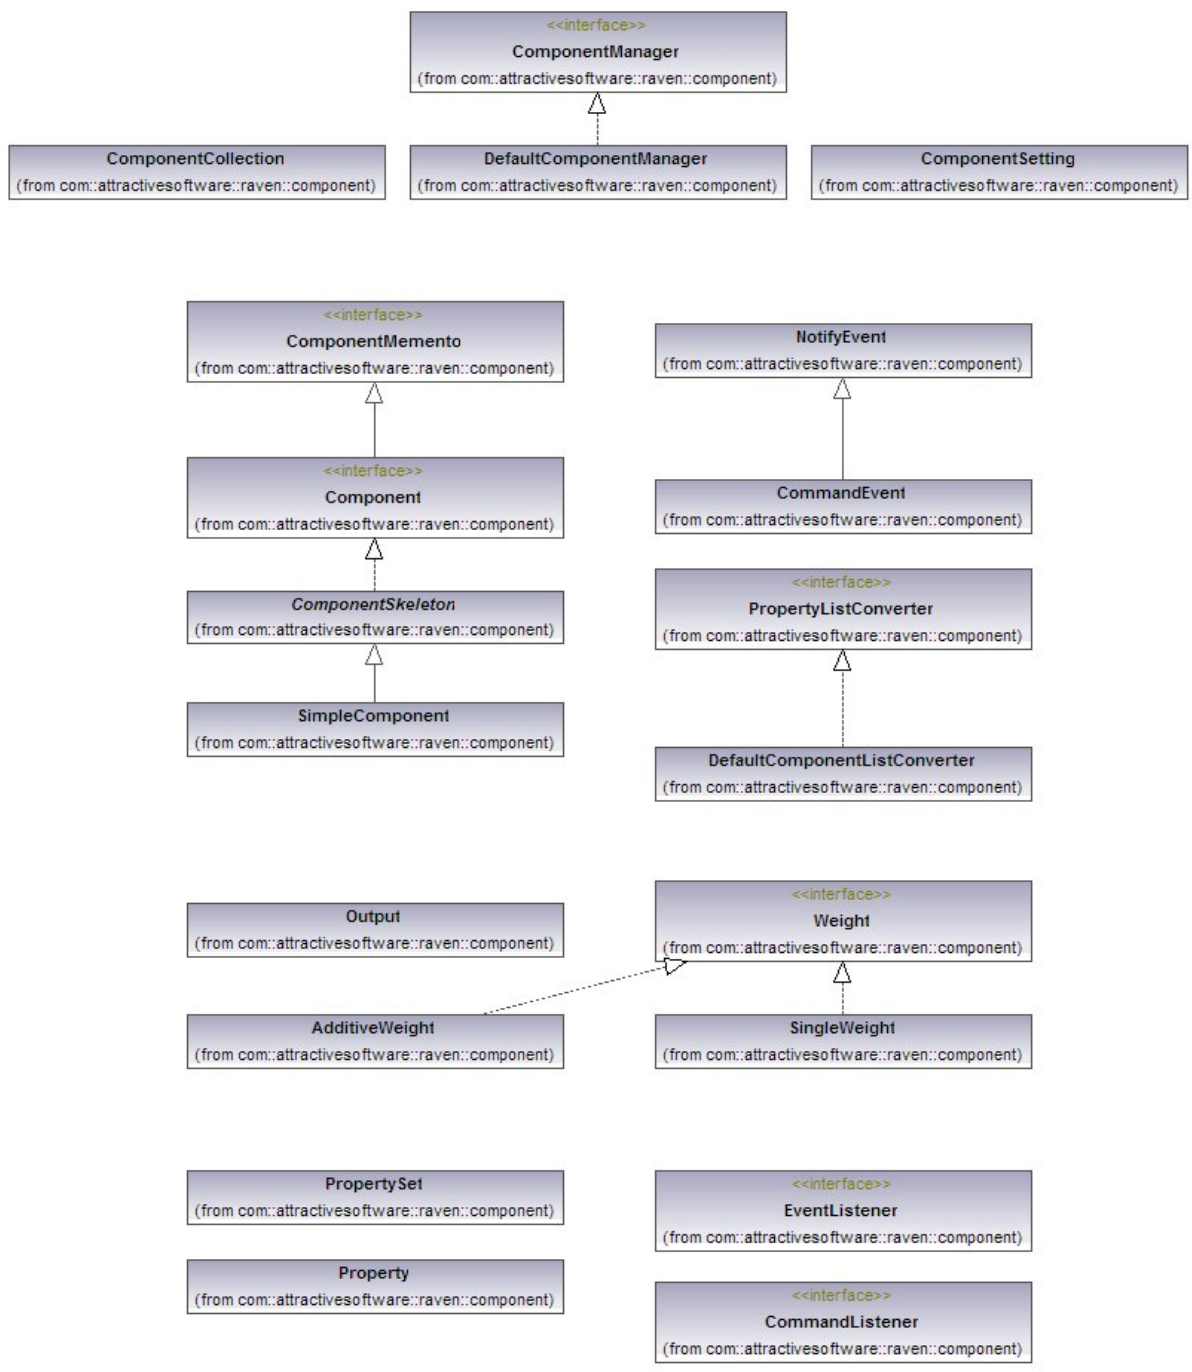 <<interface>>
ComponentManager
(from com::attractivesoftware::raven::component)
ComponentCollection
(from com::attractivesoftware::raven::component)
DefaultComponentManager
(from com::attractivesoftware::raven::component)
ComponentSetting
(from com::attractivesoftware::raven::component)
<<interface>>
ComponentMemento
(from com::attractivesoftware::raven::component)
NotifyEvent
(from com::attractivesoftware::raven::component)
<<interface>>
Component
(from com::attractivesoftware::raven::component)
CommandEvent
(from com::attractivesoftware::raven::component)
ComponentSkeleton
(from com::attractivesoftware::raven::component)
<<interface>>
PropertyListConverter
(from com::attractivesoftware::raven::component)
SimpleComponent
(from com::attractivesoftware::raven::component)
DefaultComponentListConverter
(from com::attractivesoftware::raven::component)
Output
(from com::attractivesoftware::raven::component)
<<interface>>
Weight
(from com::attractivesoftware::raven::component)
AdditiveWeight
(from com::attractivesoftware::raven::component)
SingleWeight
(from com::attractivesoftware::raven::component)
PropertySet
(from com::attractivesoftware::raven::component)
<<interface>>
EventListener
(from com::attractivesoftware::raven::component)
Property
(from com::attractivesoftware::raven::component)
<<interface>>
CommandListener
(from com::attractivesoftware::raven::component)